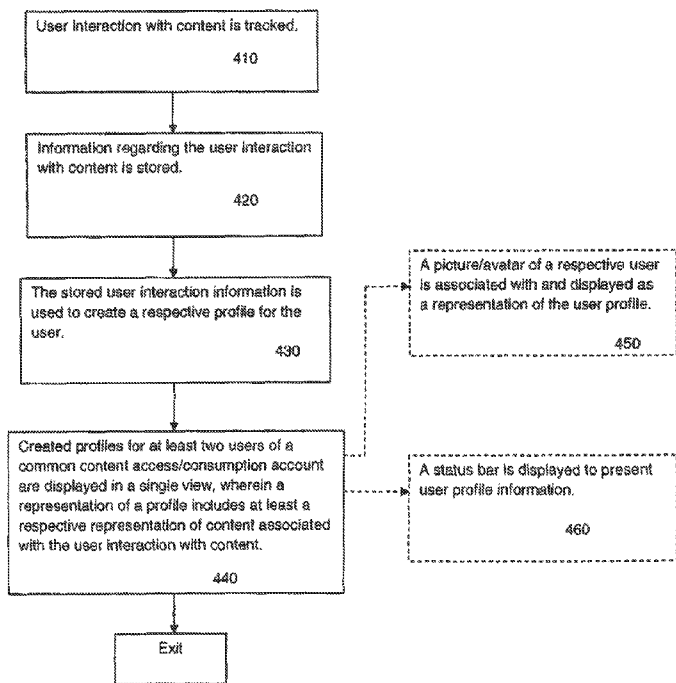 User interaction with content is tracked.
410
Information regarding the user interaction
with content is stored.
420
The stored user interaction information is
used to create a respective profile for the
user.
430
Created profiles for at least two users of a
common content access/consumption account
are displayed in a single view, wherein a
representation of a profile includes at least a
respective representation of content associated
with the user interaction with content.
440
A picture/avatar of a respective user
is associated with and displayed as
a representation of the user profile.
450
A status bar is displayed to present
user profile information.
460
Exit